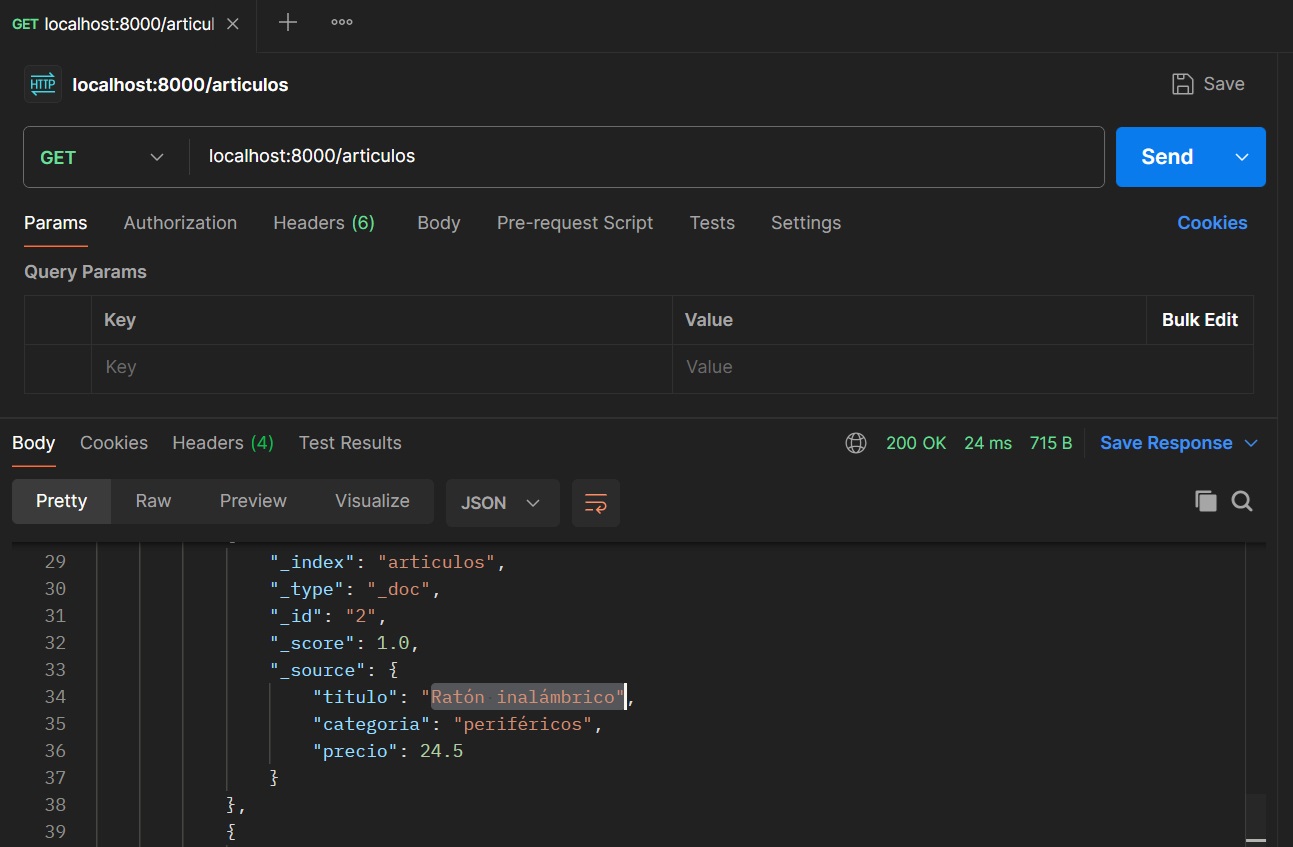 GET localhost:8000/articul
HTTP localhost:8000/articulos Save
GET localhost:8000/articulos Send
Params Authorization Headers (6) Body Pre-request Script Tests Settings Cookies
Query Params
Key Value Bulk Edit
Key Value
Body Cookies Headers (4) Test Results 200 OK 24 ms 715 B Save Response
Pretty Raw Preview Visualize JSON
29 "_index": "articulos",
30 "_type": "_doc",
31 "_id": "2",
32 "_score": 1.0,
33 "_source": {
34 "titulo": "Ratón inalámbrico",
35 "categoria": "periféricos",
36 "precio": 24.5
37 }
38 },
39 {